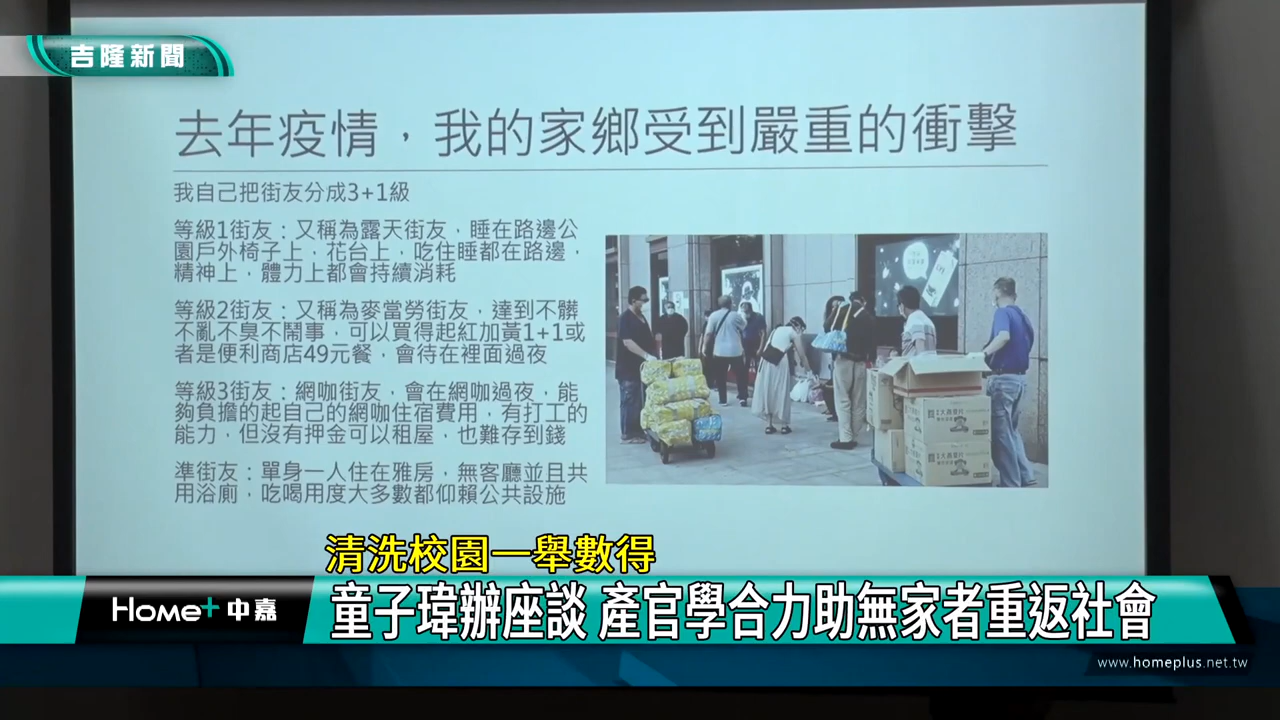 吉隆新聞
去年疫情，我的家鄉受到嚴重的衝擊
我自己把街友分成3+1級
等級1街友：又稱為露天街友，睡在路邊公
園戶外椅子上，花台上，吃住睡都在路邊，
精神上，體力上都會持續消耗
等級2街友：又稱為麥當勞街友，達到不髒
不亂不臭不鬧事，可以買得起紅加黃1+1或
者是便利商店49元餐，會待在裡面過夜
等級3街友：網咖街友，會在網咖過夜，能
夠負擔的起自己的網咖住宿費用，有打工的
能力，但沒有押金可以租屋，也難存到錢
準街友：單身一人住在雅房，無客廳並且共
用浴廁，吃喝用度大多數都仰賴公共設施
清洗校園一舉數得
Home+中嘉
童子瑋辦座談 產官學合力助無家者重返社會
www.homeplus.net.tw